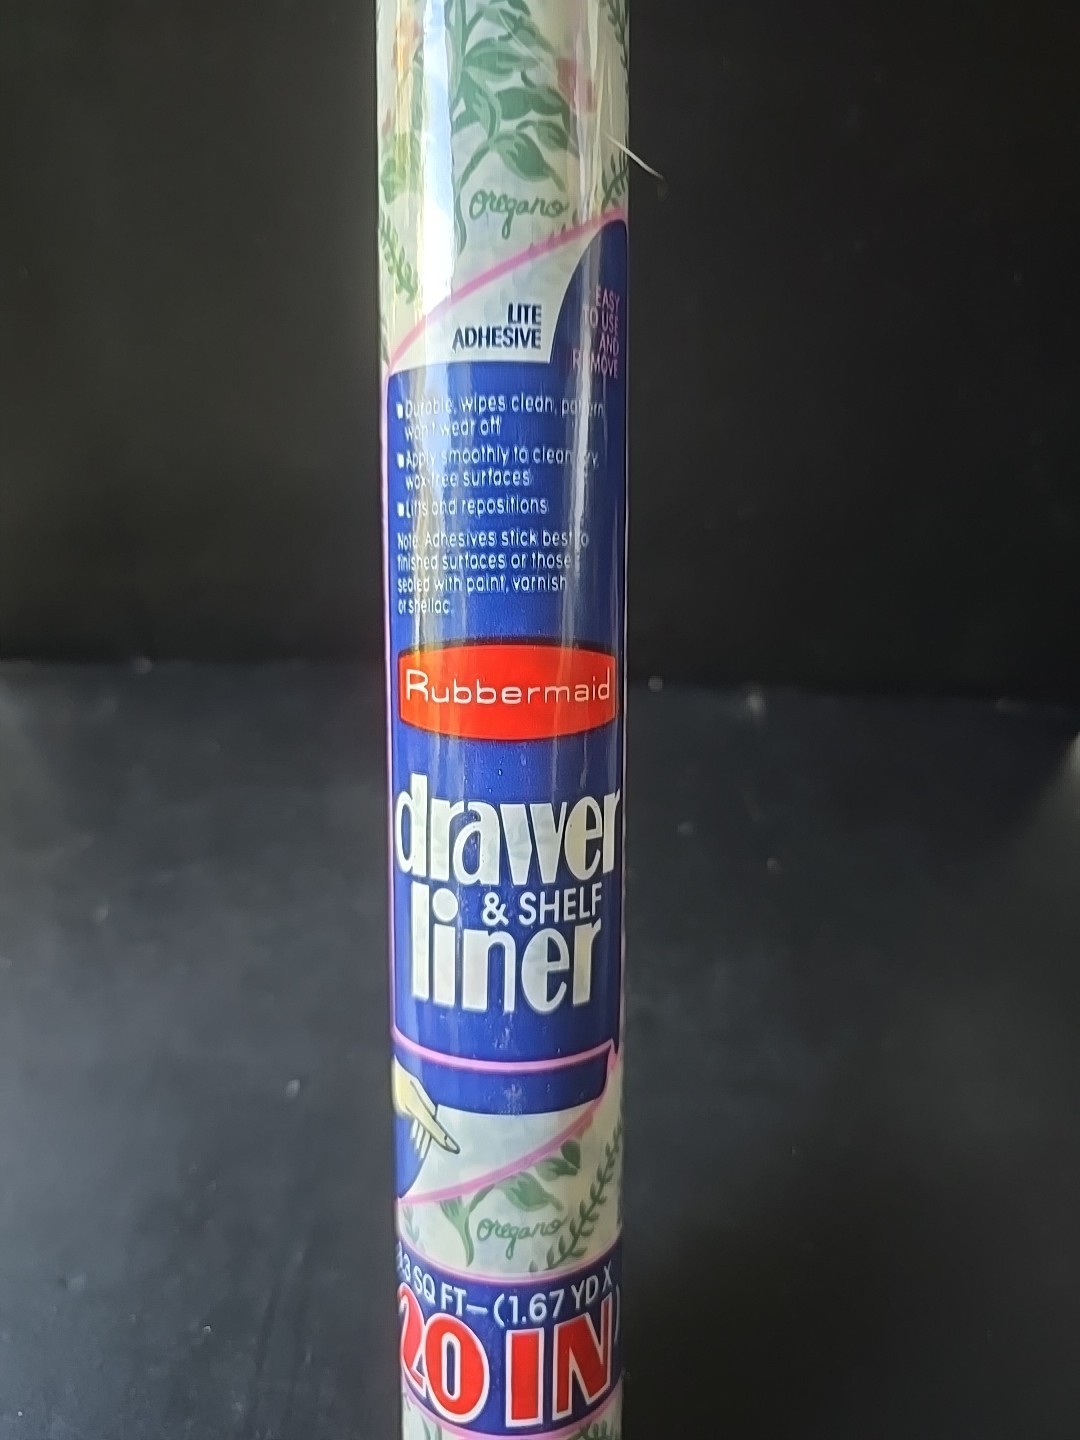 oregano
LITE
ADHESIVE
EASY
TO USE
AND
REMOVE
▪Durable, wipes clean, pattern
won't wear off
▪Apply smoothly to clean, dry,
wax-free surfaces
▪Lifts and repositions
Note: Adhesives stick best to
finished surfaces or those
sealed with paint, varnish
or shellac.
Rubbermaid
drawer
& SHELF
liner
oregano
SQ FT–(1.67 YD X
20 IN)